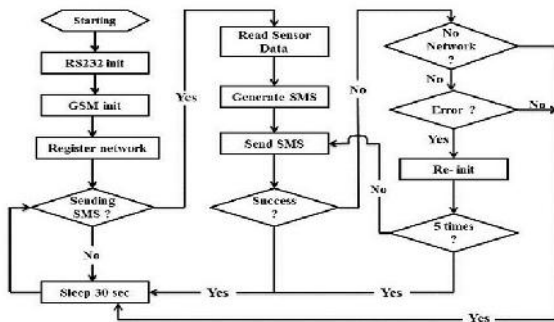 Starting
RS232 init
GSM init
Register network
Sending
SMS ?
No
Sleep 30 sec
Yes
Read Sensor
Data
Generate SMS
Send SMS
Success
?
Yes
No
No
Network
?
No
Error ?
No
Yes
Re- init
5 times
?
No
Yes
Yes